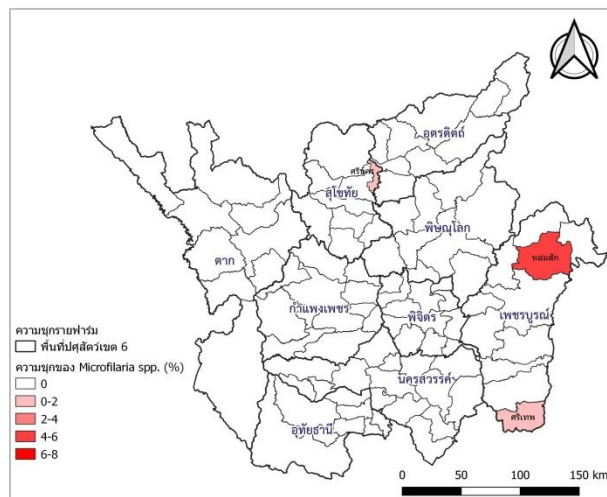 อุตรดิตถ์
ศรีนคร
สุโขทัย
พิษณุโลก
หล่มสัก
ตาก
กำแพงเพชร
พิจิตร
เพชรบูรณ์
นครสวรรค์
ศรีเทพ
อุทัยธานี
ความชุกรายฟาร์ม
พื้นที่ปศุสัตว์เขต 6
ความชุกของ Microfilaria spp. (%)
0
0-2
2-4
4-6
6-8
0 50 100 150 km